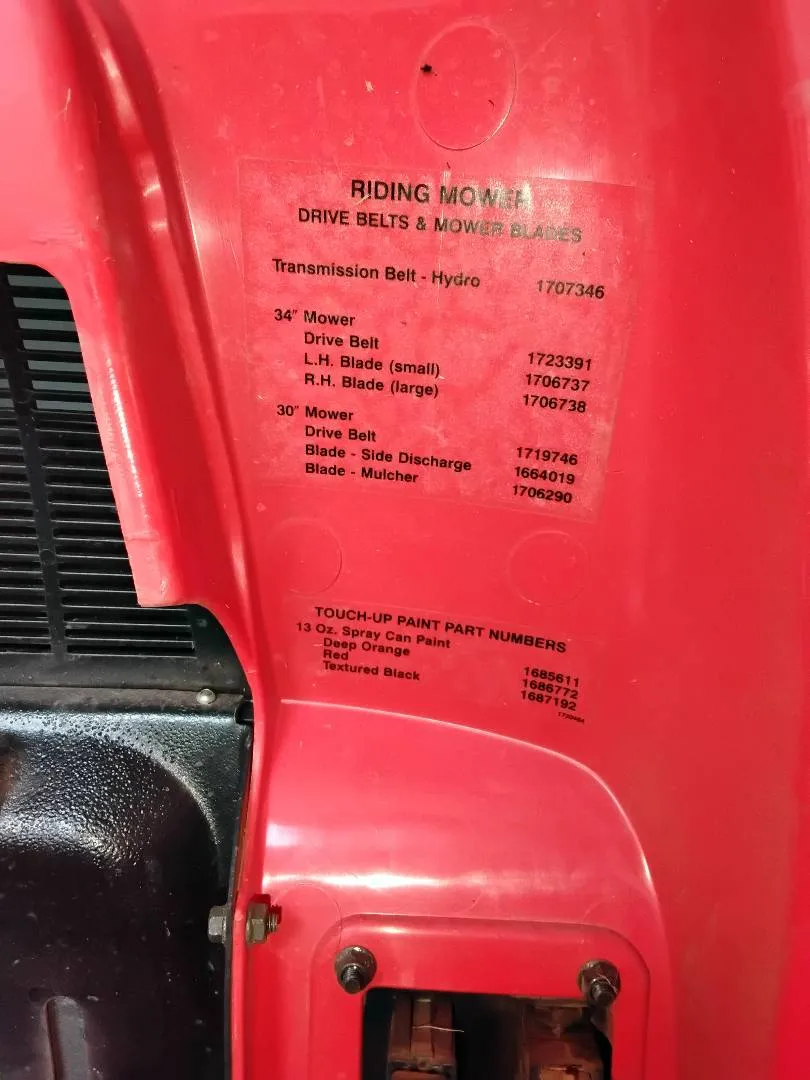 RIDING MOWER
DRIVE BELTS & MOWER BLADES
Transmission Belt - Hydro 1707346
34" Mower
Drive Belt 1723391
L.H. Blade (small) 1706737
R.H. Blade (large) 1706738
30" Mower
Drive Belt 1719746
Blade - Side Discharge 1664019
Blade - Mulcher 1706290
TOUCH-UP PAINT PART NUMBERS
13 Oz. Spray Can Paint
Deep Orange 1685611
Red 1686772
Textured Black 1687192